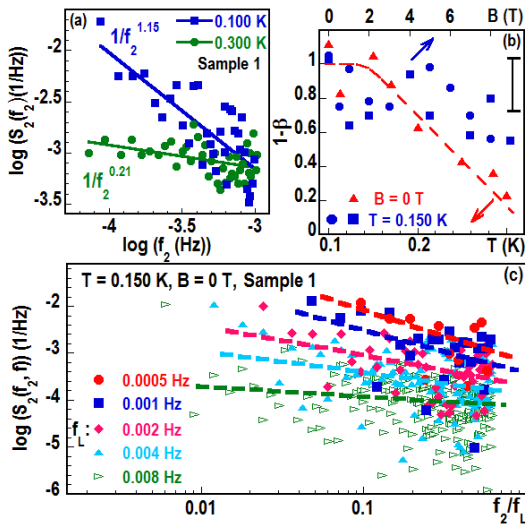 0 2 4 6 B (T)
(a) 0.100 K
0.300 K
Sample 1
1/f₂^1.15
1/f₂^0.21
log (S₂(f₂)(1/Hz))
-2
-2.5
-3
-3.5
-4 -3.5 -3
log (f₂ (Hz))
(b)
1-β
1
0.8
0.6
0.4
0.2
0
B = 0 T
T = 0.150 K
0.1 0.2 T (K)
T = 0.150 K, B = 0 T, Sample 1 (c)
log (S₂(f₂, f)) (1/Hz)
-2
-3
-4
-5
-6
f_L:
0.0005 Hz
0.001 Hz
0.002 Hz
0.004 Hz
0.008 Hz
0.01 0.1 f₂/f_L